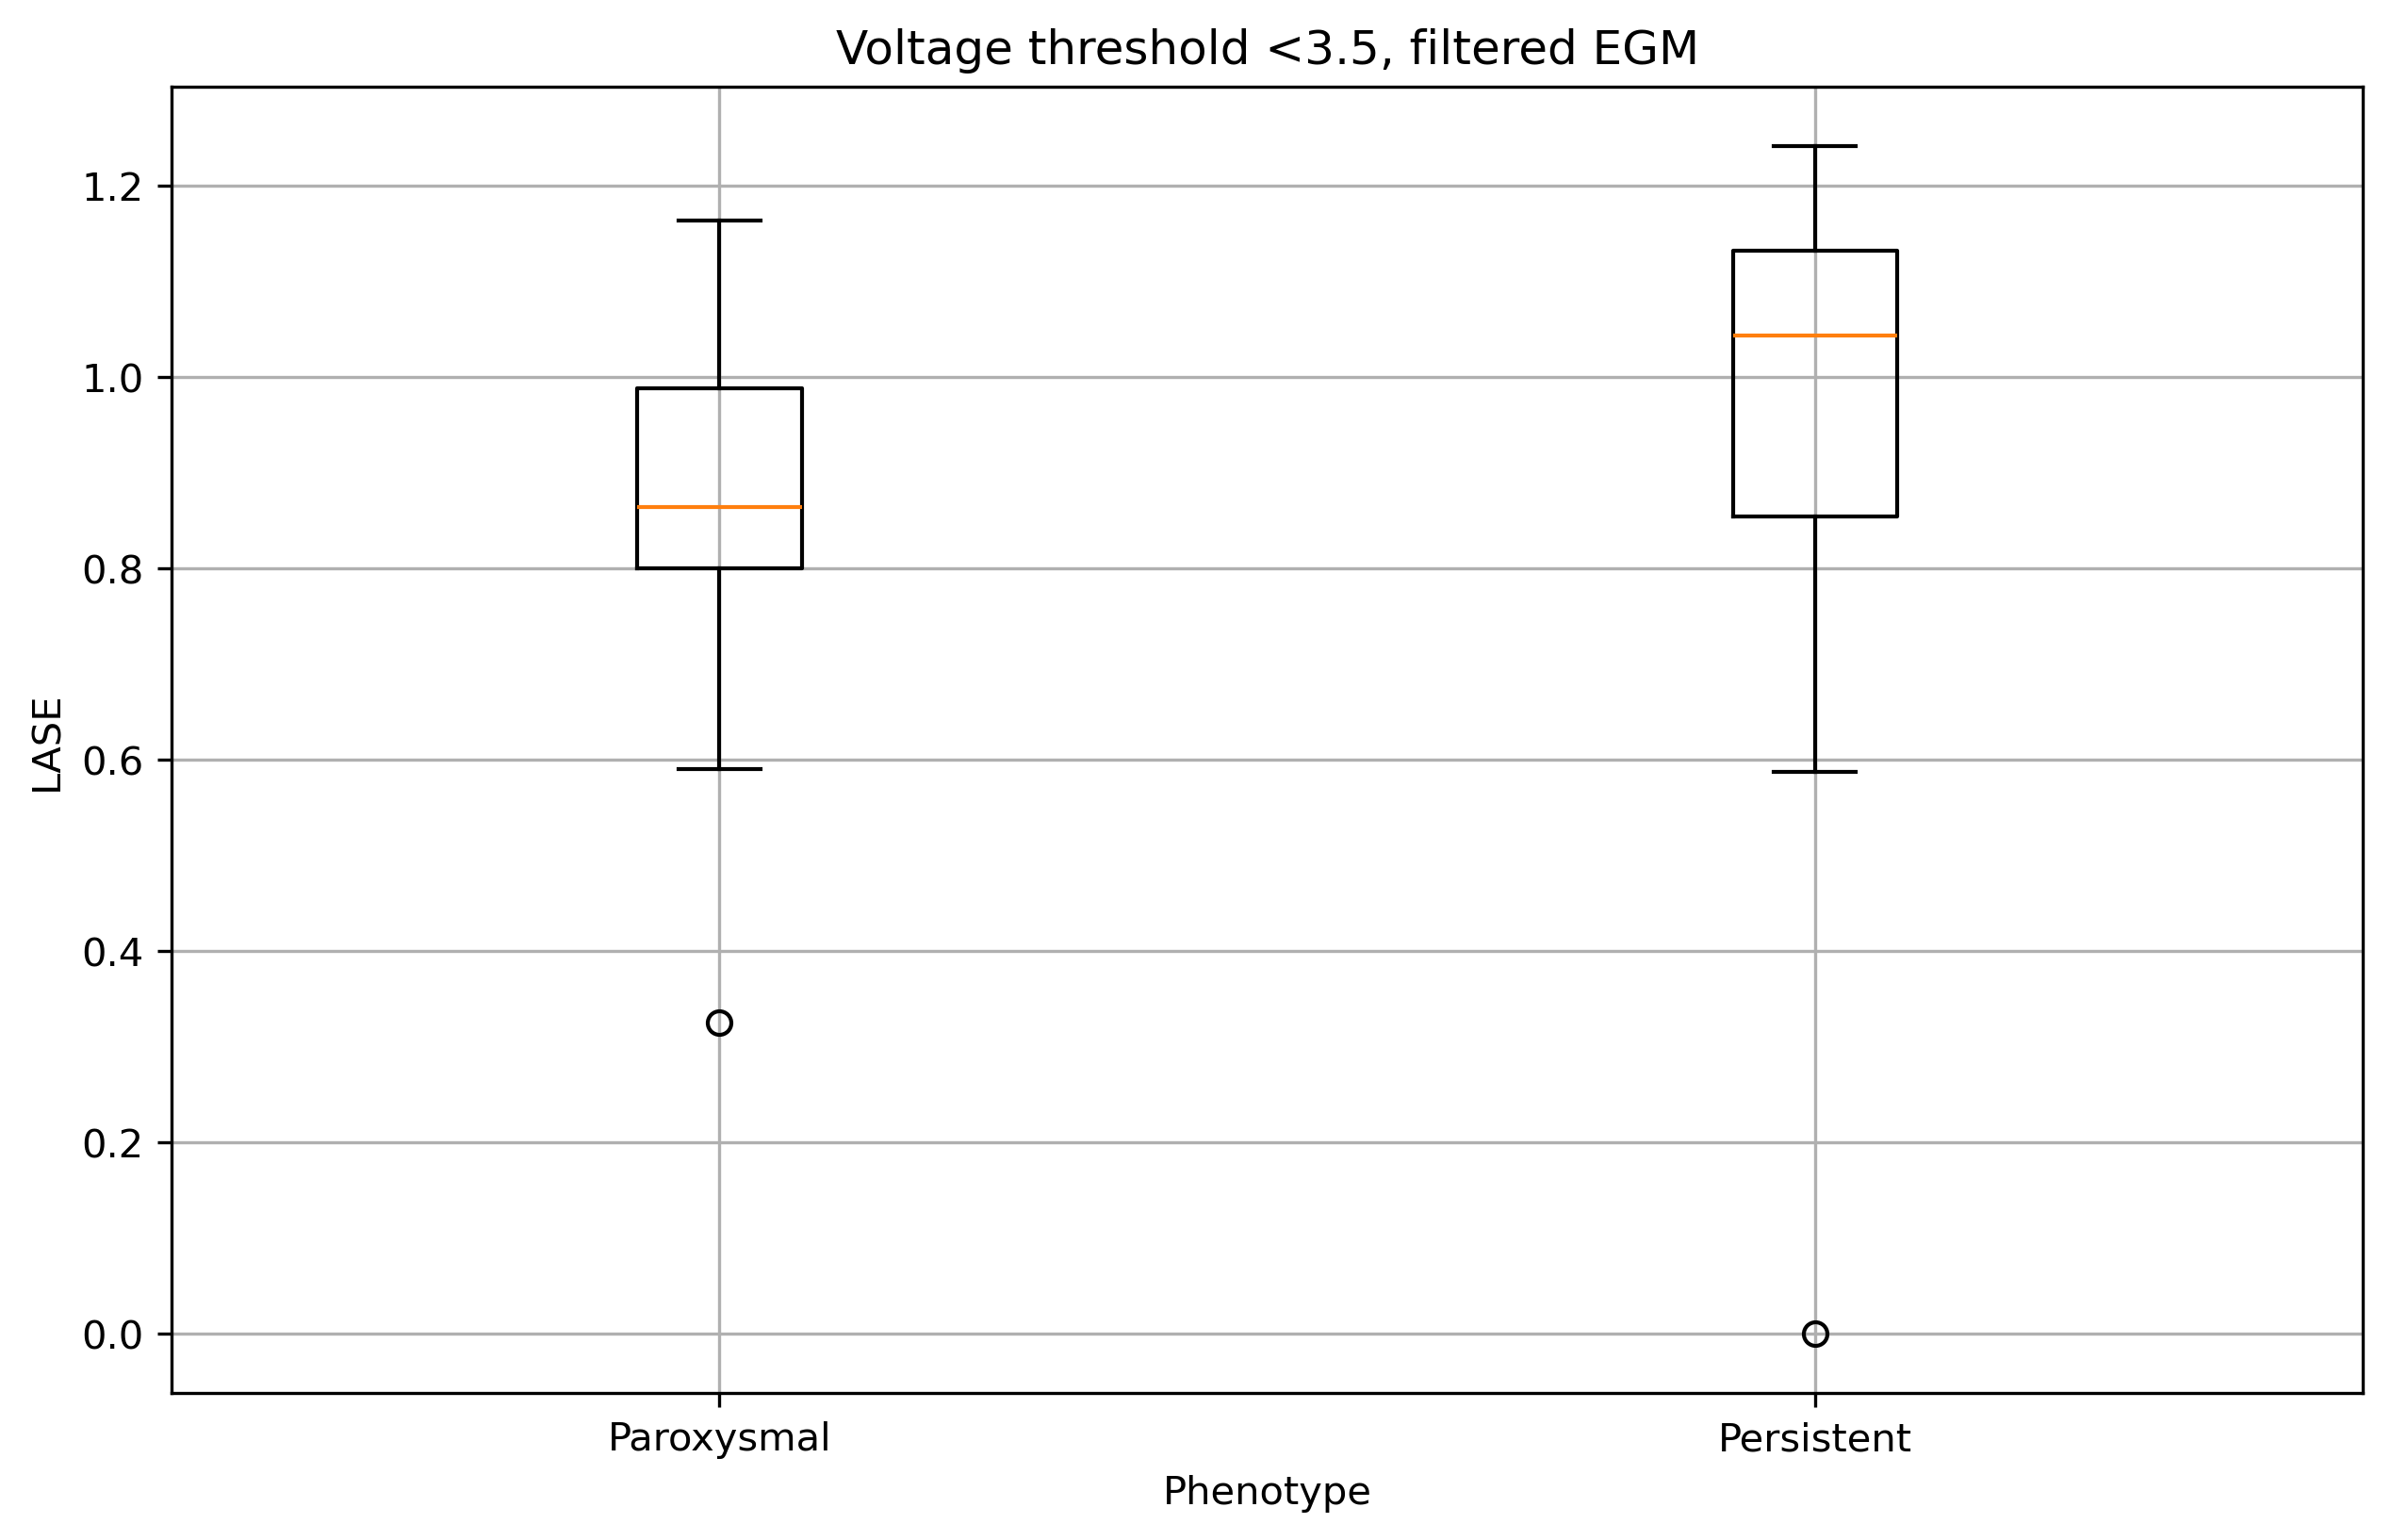 Voltage threshold <3.5, filtered EGM
1.2
1.0
0.8
0.6
0.4
0.2
0.0
LASE
Paroxysmal
Persistent
Phenotype